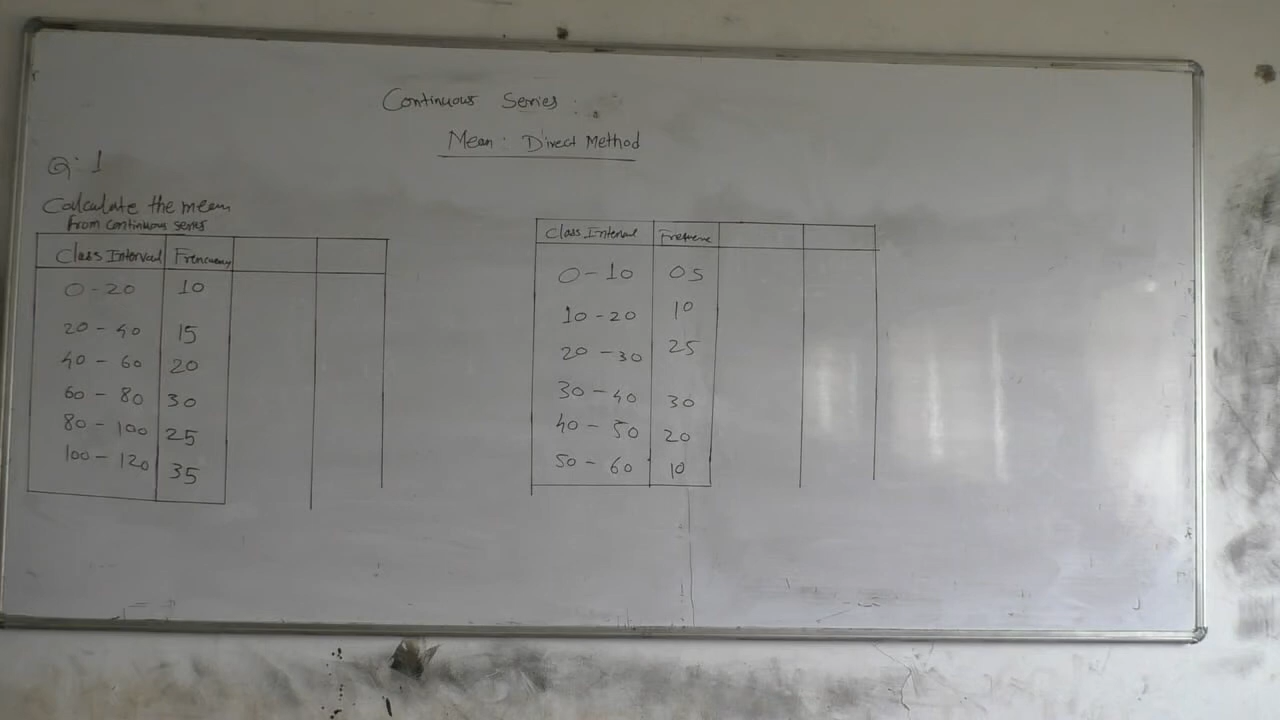 Continuous Series :
Mean : Direct Method
Q. 1
Calculate the mean
from continuous series
Class Interval Frencuency
0 - 20 10
20 - 40 15
40 - 60 20
60 - 80 30
80 - 100 25
100 - 120 35
Class Interval
0 - 10 05
10 - 20 10
20 - 30 25
30 - 40 30
40 - 50 20
50 - 60 10